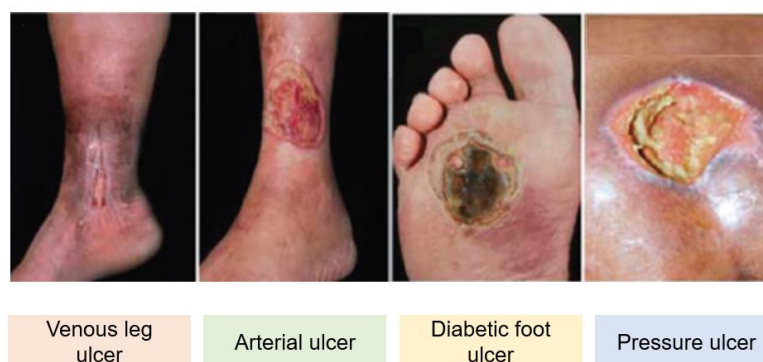 Venous leg
ulcer
Arterial ulcer
Diabetic foot
ulcer
Pressure ulcer